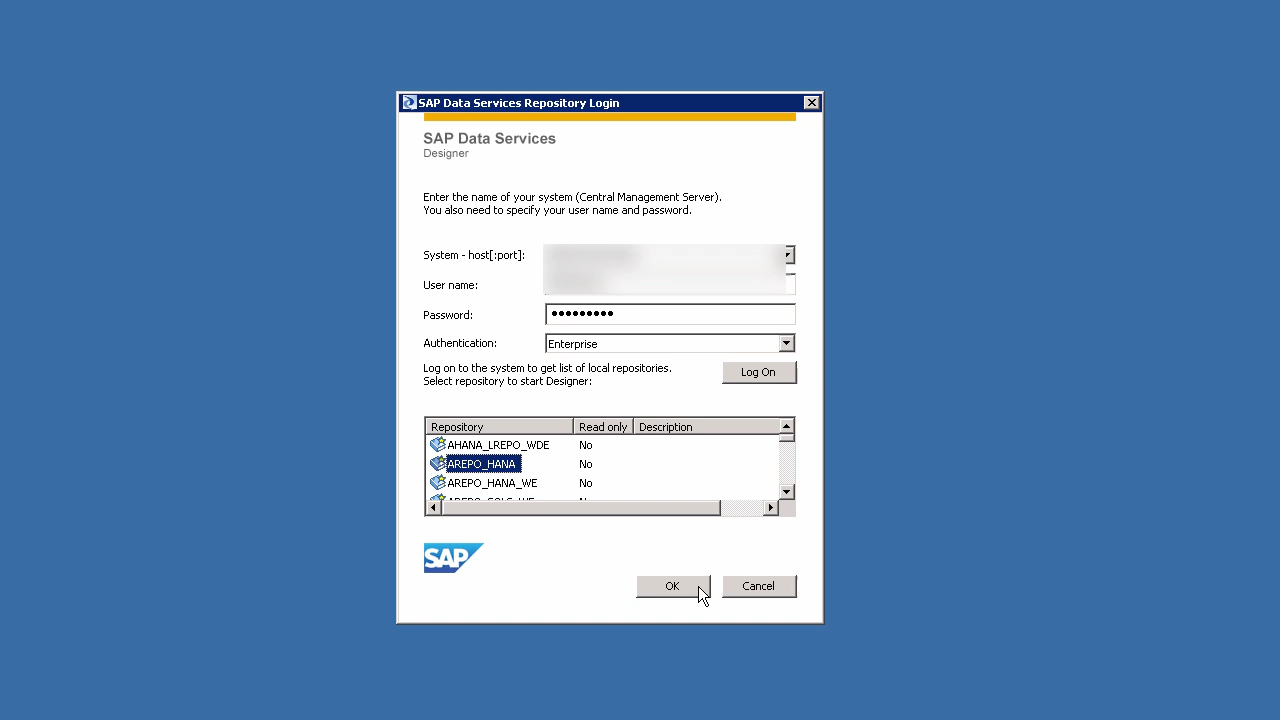 SAP Data Services Repository Login
SAP Data Services
Designer
Enter the name of your system (Central Management Server).
You also need to specify your user name and password.
System - host[:port]:
User name:
Password: ●●●●●●●●●
Authentication: Enterprise
Log on to the system to get list of local repositories.
Select repository to start Designer:
Log On
Repository Read only Description
AHANA_LREPO_WDE No
AREPO_HANA No
AREPO_HANA_WE No
SAP
OK Cancel